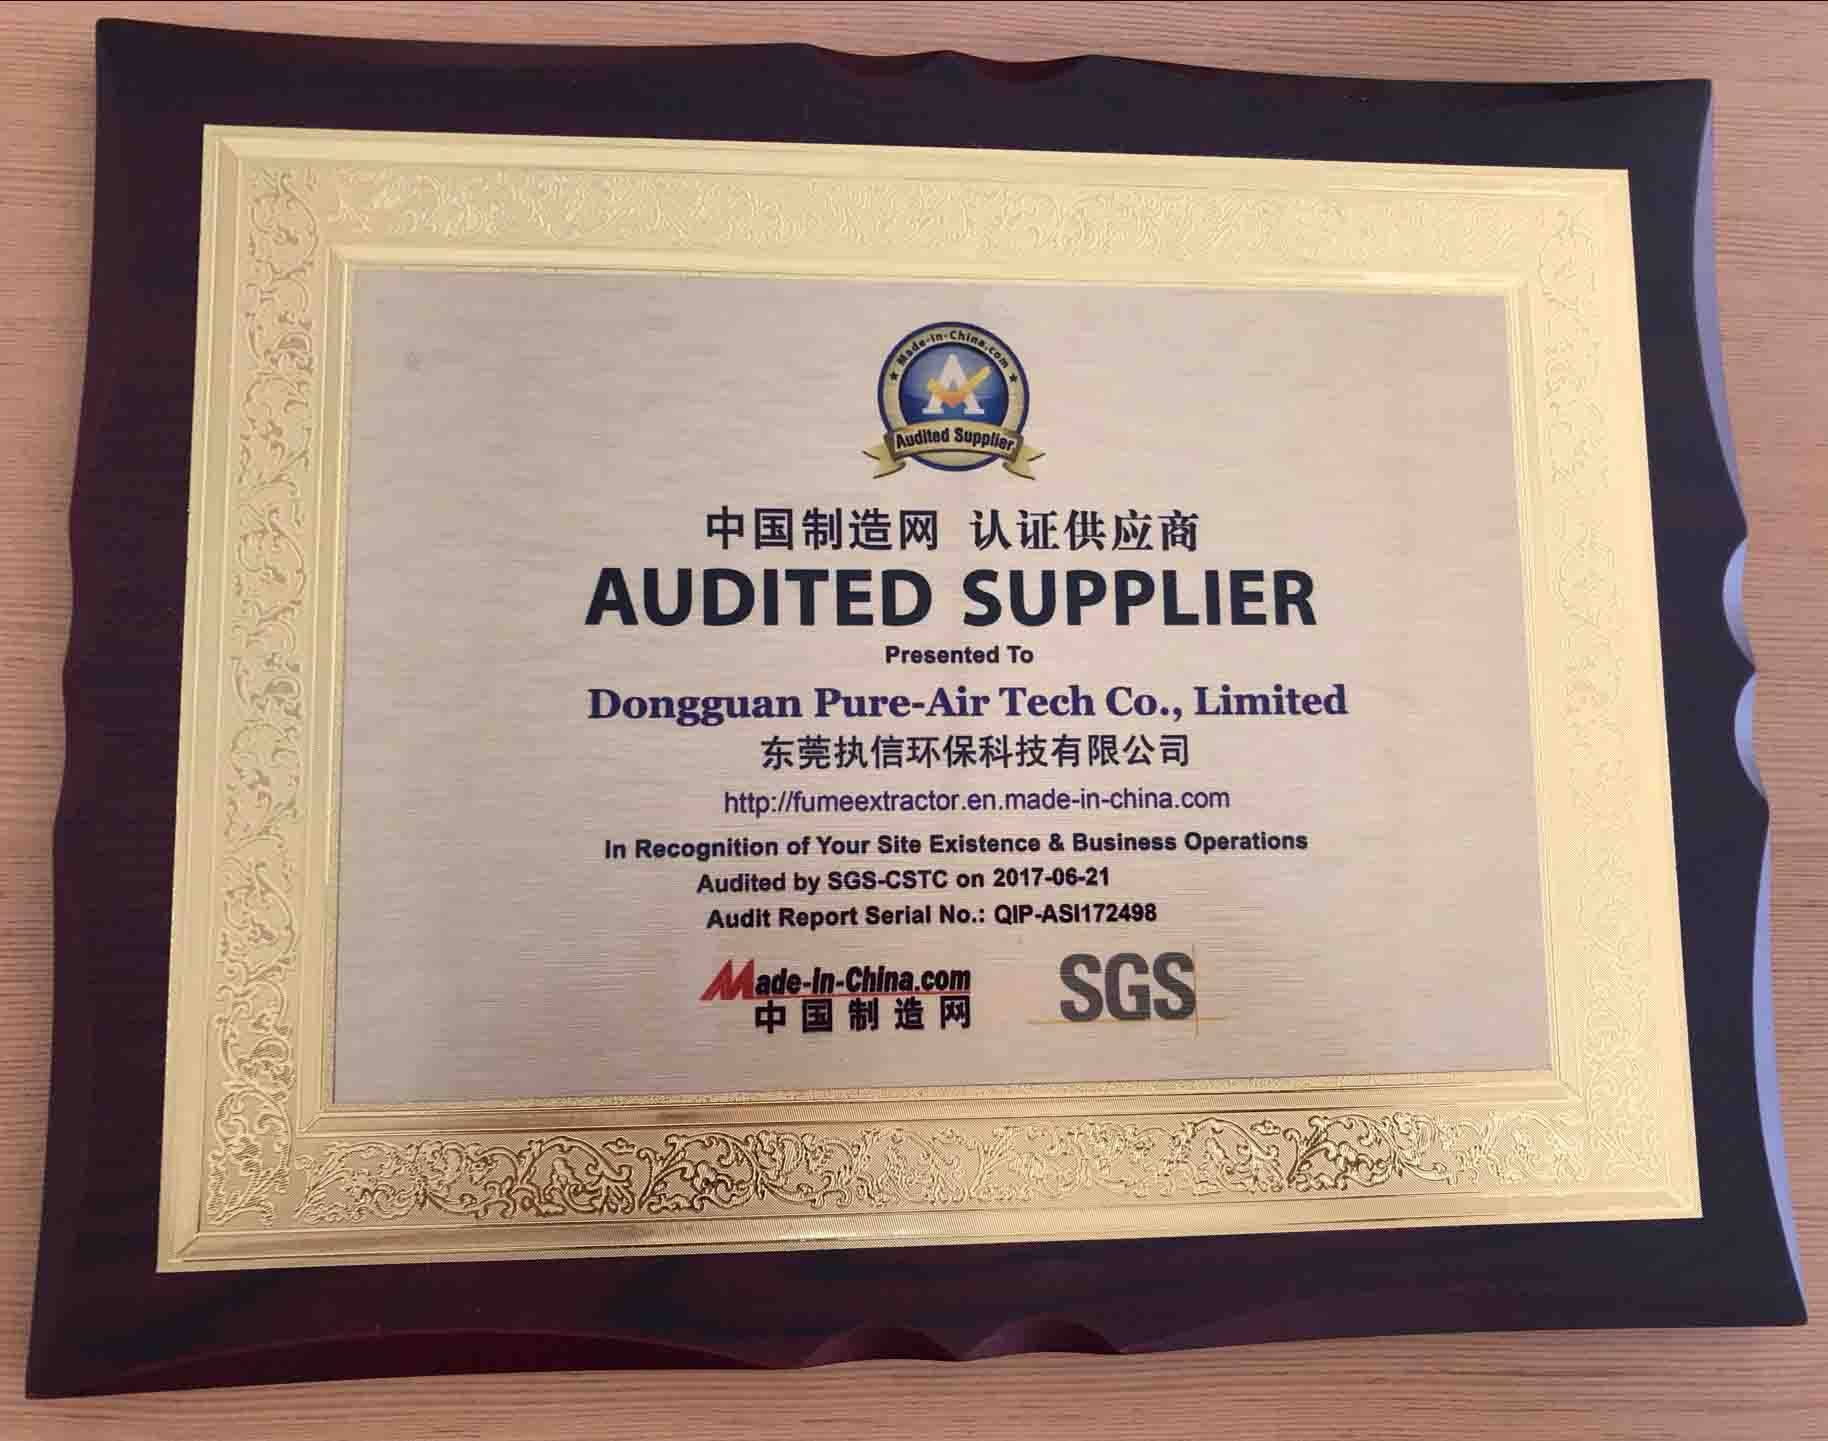 Made-in-China.com
A
Audited Supplier
中国制造网 认证供应商
AUDITED SUPPLIER
Presented To
Dongguan Pure-Air Tech Co., Limited
东莞执信环保科技有限公司
http://fumeextractor.en.made-in-china.com
In Recognition of Your Site Existence & Business Operations
Audited by SGS-CSTC on 2017-06-21
Audit Report Serial No.: QIP-ASI172498
Made-in-China.com
中国制造网
SGS